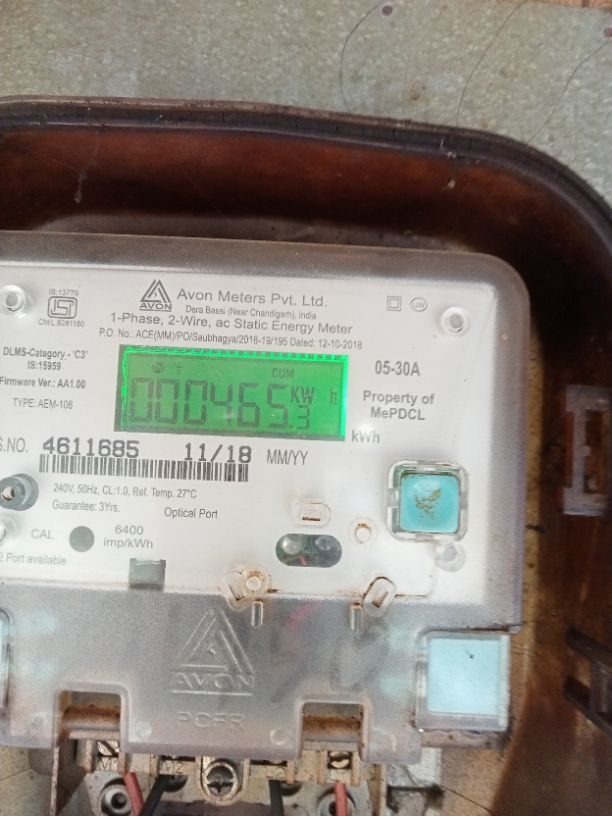 IS:13779
CM/L:9281180
AVON
Avon Meters Pvt. Ltd.
Dera Bassi (Near Chandigarh), India
UW
1-Phase, 2-Wire, ac Static Energy Meter
P.O. No.: ACE(MM)/PO/Saubhagya/2018-19/195 Dated: 12-10-2018
DLMS-Category - 'C3'
IS:15959
Firmware Ver.: AA1.00
TYPE: AEM-106
CUM
000465.3 KW h
kWh
05-30A
Property of
MePDCL
S.NO. 4611685 11/18 MM/YY
240V, 50Hz, CL:1.0, Ref. Temp. 27°C
Guarantee: 3Yrs.
Optical Port
CAL
6400
imp/kWh
2 Port available
AVON